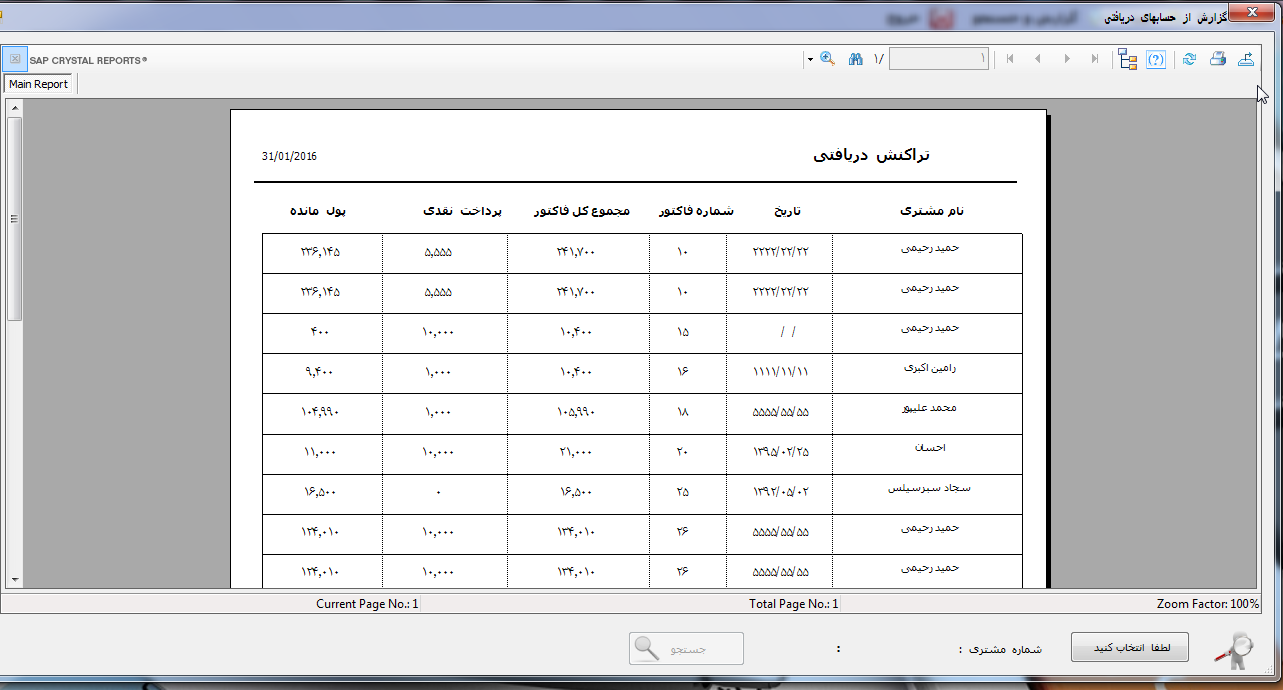 گزارش از حسابهای دریافتی
SAP CRYSTAL REPORTS®
۱/ ۱
Main Report
تراکنش دریافتی 31/01/2016
نام مشتری تاریخ شماره فاکتور مجموع کل فاکتور پرداخت نقدی پول مانده
حمید رحیمی ۲۲۲۲/۲۲/۲۲ ۱۰ ۲۴۱,۷۰۰ ۵,۵۵۵ ۲۳۶,۱۴۵
حمید رحیمی ۲۲۲۲/۲۲/۲۲ ۱۰ ۲۴۱,۷۰۰ ۵,۵۵۵ ۲۳۶,۱۴۵
حمید رحیمی / / ۱۵ ۱۰,۴۰۰ ۱۰,۰۰۰ ۴۰۰
رامین اکبری ۱۱۱۱/۱۱/۱۱ ۱۶ ۱۰,۴۰۰ ۱,۰۰۰ ۹,۴۰۰
محمد علیپور ۵۵۵۵/۵۵/۵۵ ۱۸ ۱۰۵,۹۹۰ ۱,۰۰۰ ۱۰۴,۹۹۰
احسان ۱۳۹۵/۰۲/۲۵ ۲۰ ۲۱,۰۰۰ ۱۰,۰۰۰ ۱۱,۰۰۰
سجاد سبرسیلس ۱۳۹۲/۰۵/۰۲ ۲۵ ۱۶,۵۰۰ ۰ ۱۶,۵۰۰
حمید رحیمی ۵۵۵۵/۵۵/۵۵ ۲۶ ۱۳۴,۰۱۰ ۱۰,۰۰۰ ۱۲۴,۰۱۰
حمید رحیمی ۵۵۵۵/۵۵/۵۵ ۲۶ ۱۳۴,۰۱۰ ۱۰,۰۰۰ ۱۲۴,۰۱۰
Current Page No.: 1 Total Page No.: 1 Zoom Factor: 100%
لطفا انتخاب کنید شماره مشتری : : جستجو